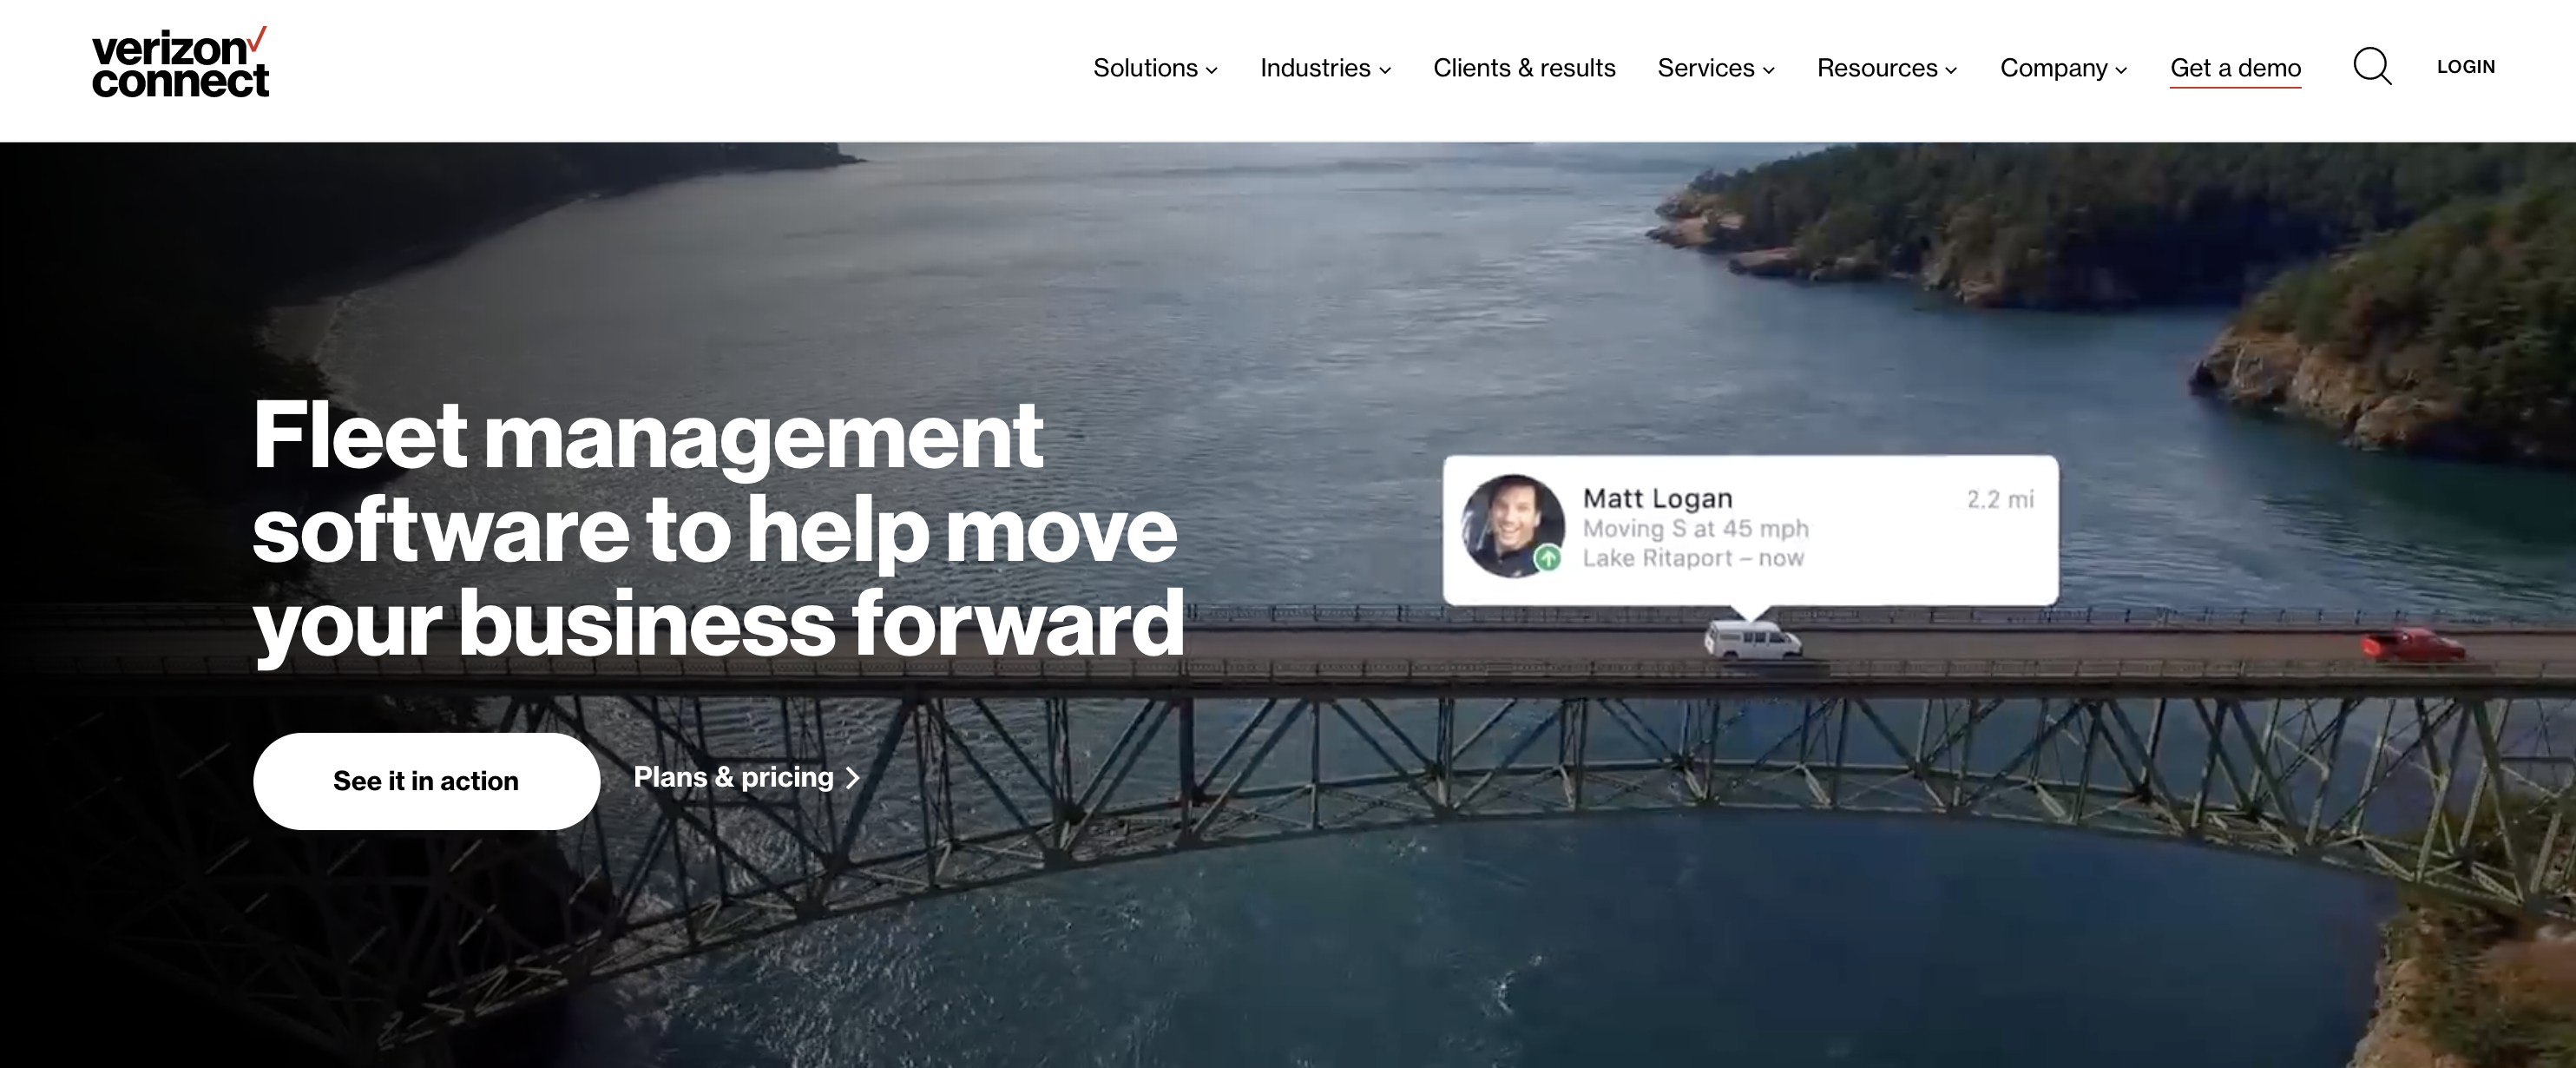 verizon
connect
Solutions
Industries
Clients & results
Services
Resources
Company
Get a demo
LOGIN
Fleet management
software to help move
your business forward
Matt Logan
2.2 mi
Moving S at 45 mph
Lake Ritaport – now
See it in action
Plans & pricing